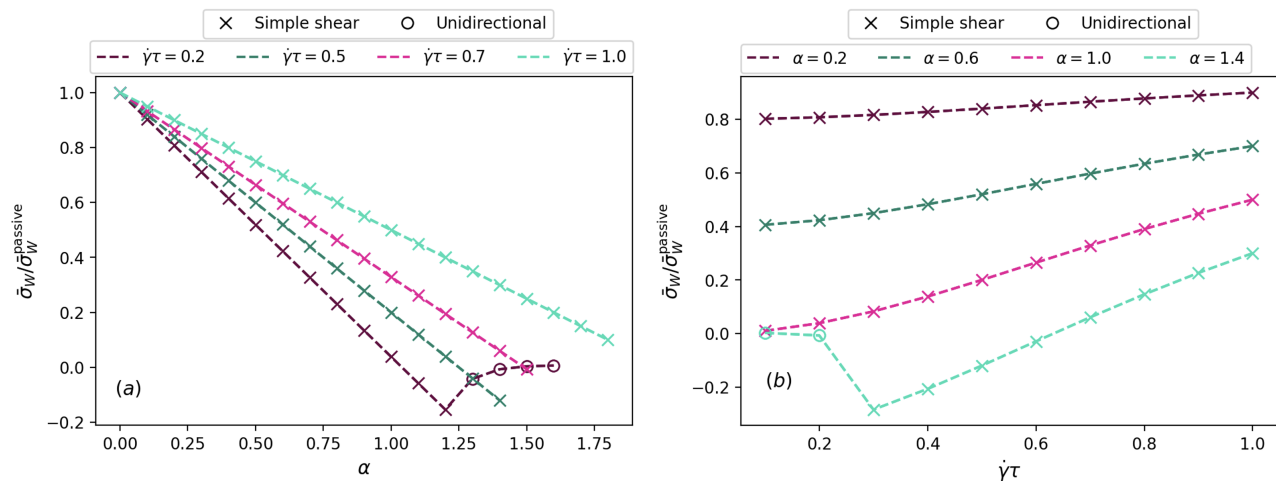 Simple shear Unidirectional
γ̇τ = 0.2 γ̇τ = 0.5 γ̇τ = 0.7 γ̇τ = 1.0
1.0
0.8
0.6
0.4
0.2
0.0
−0.2
σ̄_W/σ̄_W^passive
(a)
0.00 0.25 0.50 0.75 1.00 1.25 1.50 1.75
α
Simple shear Unidirectional
α = 0.2 α = 0.6 α = 1.0 α = 1.4
0.8
0.6
0.4
0.2
0.0
−0.2
σ̄_W/σ̄_W^passive
(b)
0.2 0.4 0.6 0.8 1.0
γ̇τ